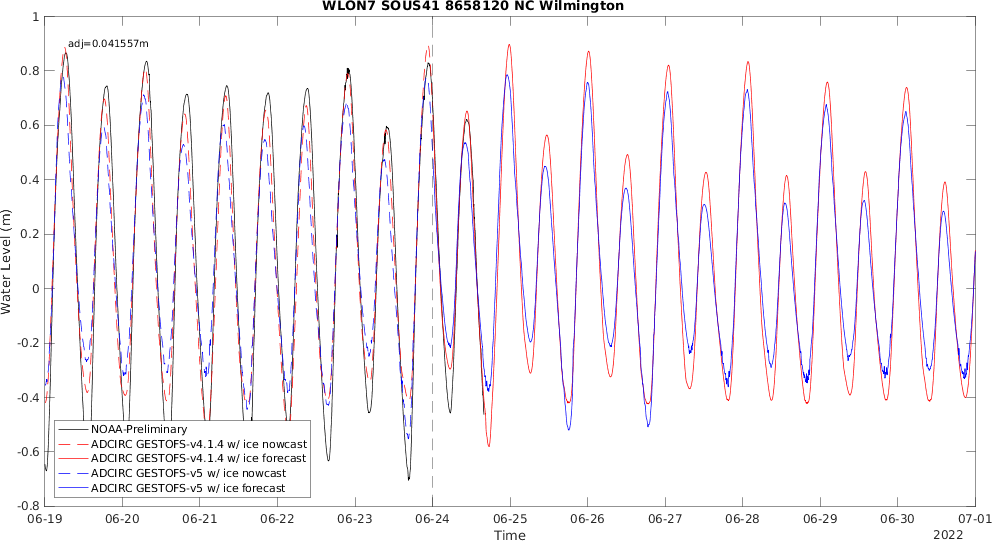 WLON7 SOUS41 8658120 NC Wilmington
adj=0.041557m
Water Level (m)
1
0.8
0.6
0.4
0.2
0
-0.2
-0.4
-0.6
-0.8
NOAA-Preliminary
ADCIRC GESTOFS-v4.1.4 w/ ice nowcast
ADCIRC GESTOFS-v4.1.4 w/ ice forecast
ADCIRC GESTOFS-v5 w/ ice nowcast
ADCIRC GESTOFS-v5 w/ ice forecast
06-19 06-20 06-21 06-22 06-23 06-24 06-25 06-26 06-27 06-28 06-29 06-30 07-01
Time
2022